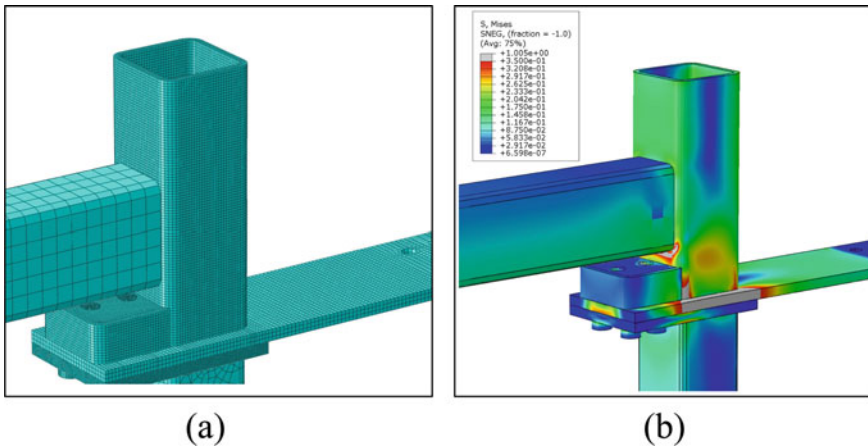 S, Mises
SNEG, (fraction = -1.0)
(Avg: 75%)
+1.005e+00
+3.500e-01
+3.208e-01
+2.917e-01
+2.625e-01
+2.333e-01
+2.042e-01
+1.750e-01
+1.458e-01
+1.167e-01
+8.750e-02
+5.833e-02
+2.917e-02
+6.598e-07
(a)
(b)